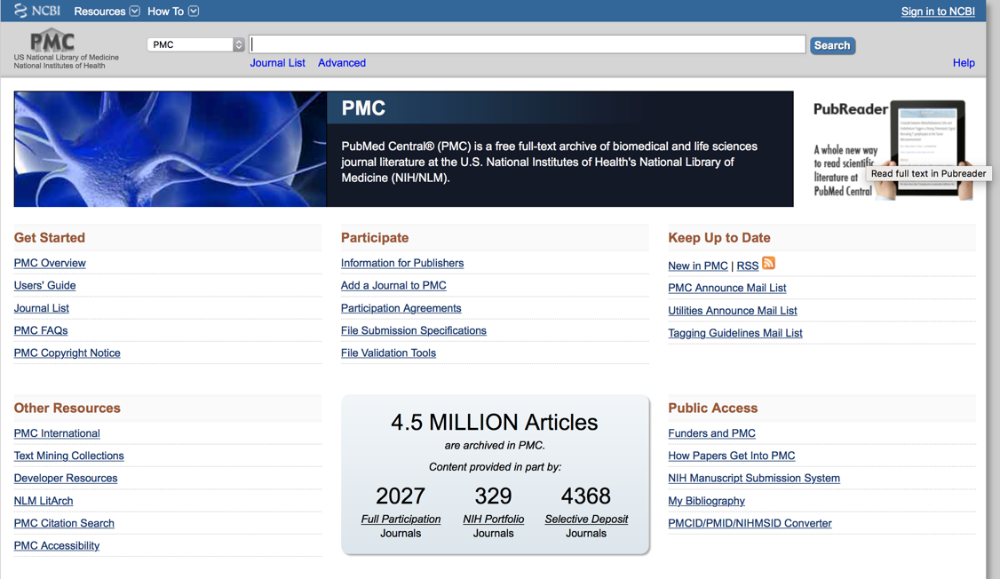 NCBI Resources How To Sign in to NCBI
PMC
US National Library of Medicine
National Institutes of Health
PMC Search
Journal List Advanced Help
PMC
PubMed Central® (PMC) is a free full-text archive of biomedical and life sciences
journal literature at the U.S. National Institutes of Health's National Library of
Medicine (NIH/NLM).
PubReader
A whole new way
to read scientific
literature at
PubMed Central
Read full text in Pubreader
Get Started
PMC Overview
Users' Guide
Journal List
PMC FAQs
PMC Copyright Notice
Participate
Information for Publishers
Add a Journal to PMC
Participation Agreements
File Submission Specifications
File Validation Tools
Keep Up to Date
New in PMC | RSS
PMC Announce Mail List
Utilities Announce Mail List
Tagging Guidelines Mail List
Other Resources
PMC International
Text Mining Collections
Developer Resources
NLM LitArch
PMC Citation Search
PMC Accessibility
4.5 MILLION Articles
are archived in PMC.
Content provided in part by:
2027 329 4368
Full Participation NIH Portfolio Selective Deposit
Journals Journals Journals
Public Access
Funders and PMC
How Papers Get Into PMC
NIH Manuscript Submission System
My Bibliography
PMCID/PMID/NIHMSID Converter